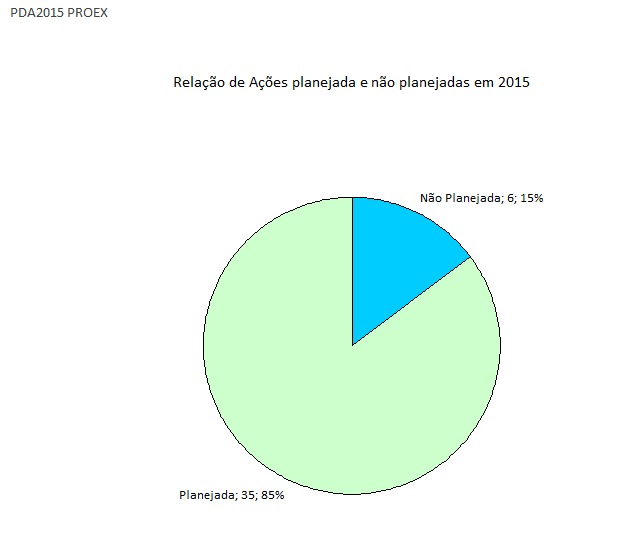 PDA2015 PROEX
Relação de Ações planejada e não planejadas em 2015
Não Planejada; 6; 15%
Planejada; 35; 85%